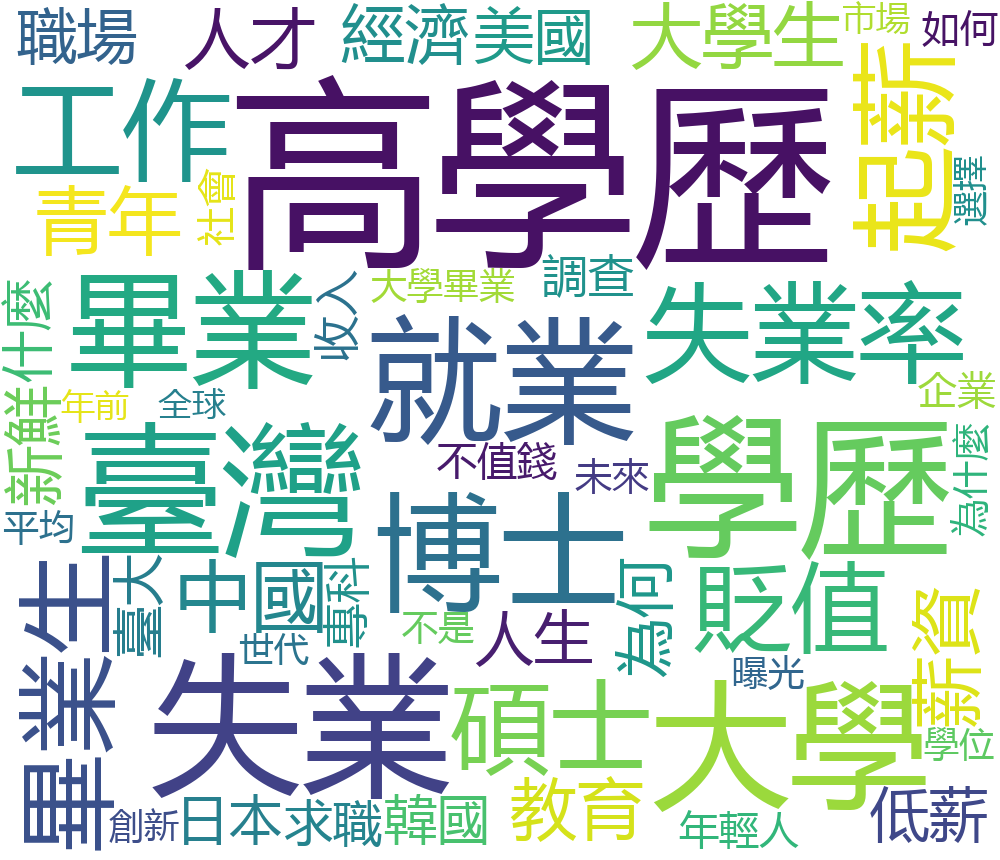 職場
人才
經濟
美國
大學生
市場
如何
工作
高學歷
起薪
選擇
青年
社會
大學畢業
調查
什麼
畢業
收入
失業率
年前
全球
就業
企業
新鮮
臺灣
不值錢
未來
學歷
為什麼
平均
博士
臺大
中國
專科
為何
貶值
畢業生
世代
不是
人生
曝光
薪資
失業
碩士
大學
學位
創新
日本
求職
韓國
教育
年輕人
低薪